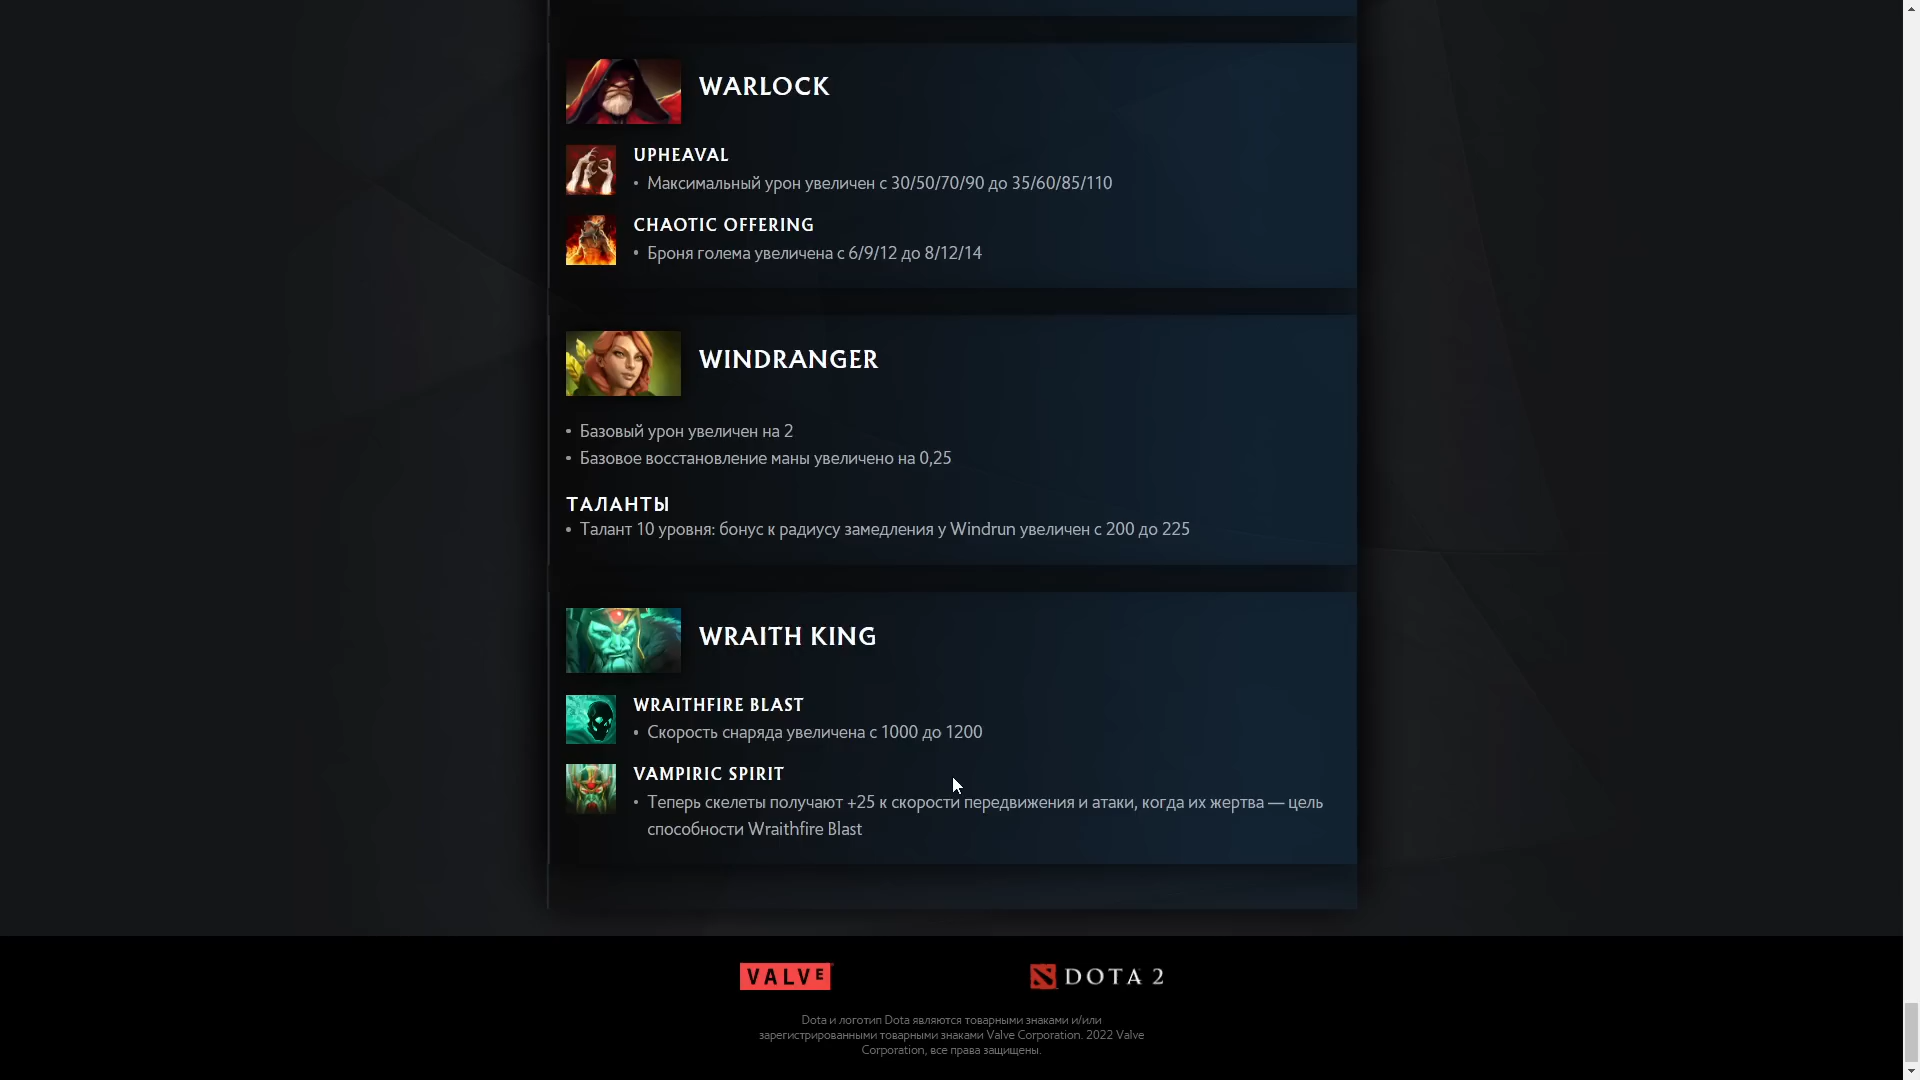 WARLOCK
UPHEAVAL
• Максимальный урон увеличен с 30/50/70/90 до 35/60/85/110
CHAOTIC OFFERING
• Броня голема увеличена с 6/9/12 до 8/12/14
WINDRANGER
• Базовый урон увеличен на 2
• Базовое восстановление маны увеличено на 0,25
ТАЛАНТЫ
• Талант 10 уровня: бонус к радиусу замедления у Windrun увеличен с 200 до 225
WRAITH KING
WRAITHFIRE BLAST
• Скорость снаряда увеличена с 1000 до 1200
VAMPIRIC SPIRIT
• Теперь скелеты получают +25 к скорости передвижения и атаки, когда их жертва — цель
способности Wraithfire Blast
VALVE
DOTA 2
Dota и логотип Dota являются товарными знаками и/или
зарегистрированными товарными знаками Valve Corporation. 2022 Valve
Corporation, все права защищены.